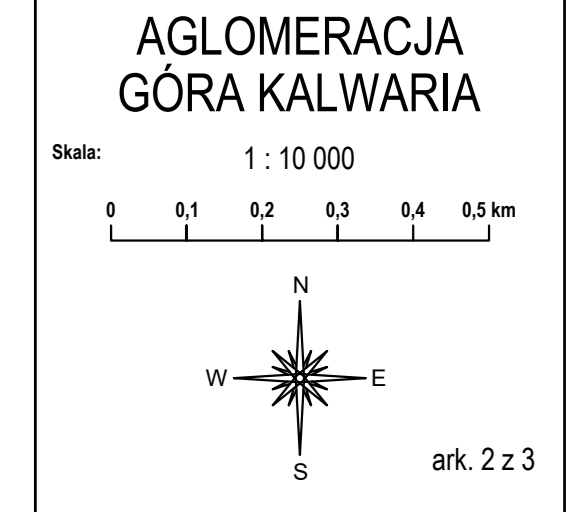 AGLOMERACJA
GÓRA KALWARIA
Skala: 1 : 10 000
0 0,1 0,2 0,3 0,4 0,5 km
N
W E
S
ark. 2 z 3